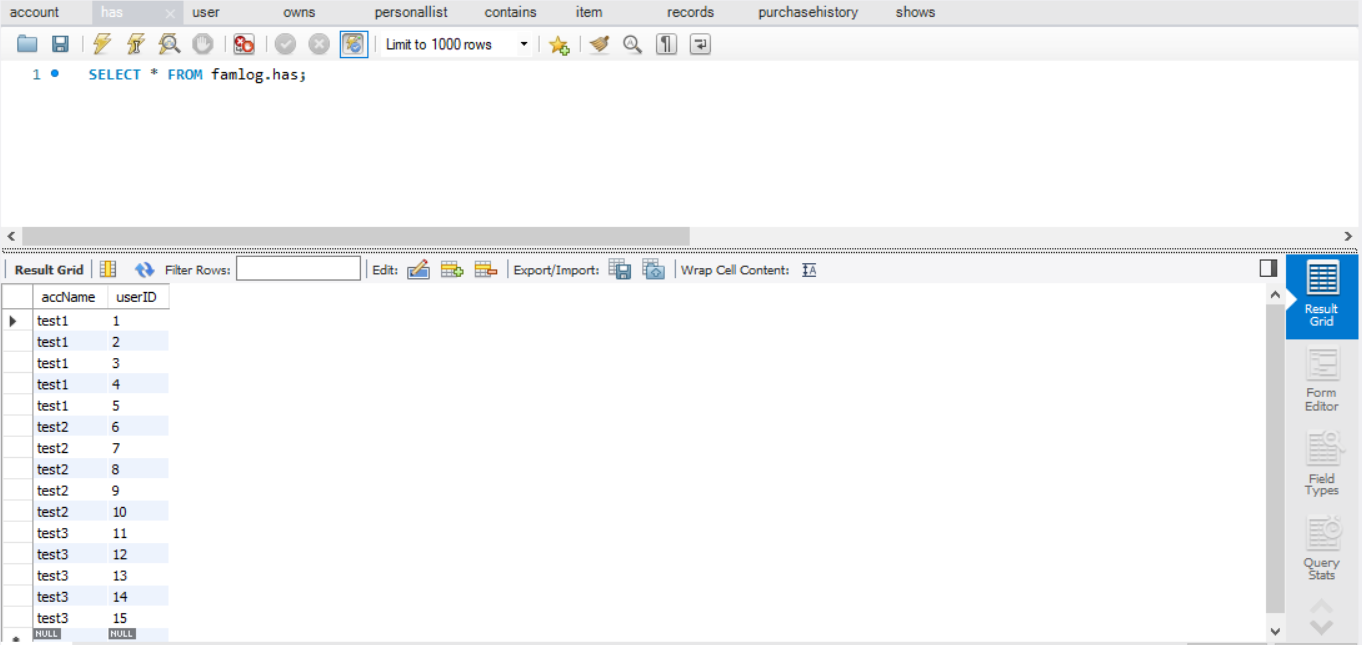 account has user owns personallist contains item records purchasehistory shows
Limit to 1000 rows
1 SELECT * FROM famlog.has;
Result Grid Filter Rows: Edit: Export/Import: Wrap Cell Content:
accName userID
test1 1
test1 2
test1 3
test1 4
test1 5
test2 6
test2 7
test2 8
test2 9
test2 10
test3 11
test3 12
test3 13
test3 14
test3 15
NULL NULL
Result
Grid
Form
Editor
Field
Types
Query
Stats